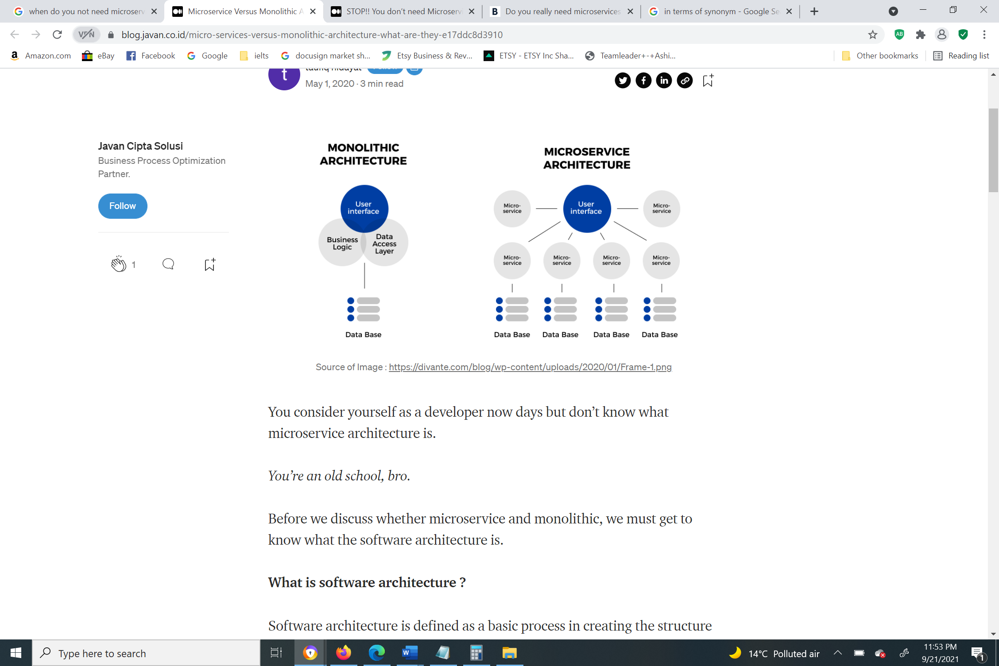 when do you not need microserv
Microservice Versus Monolithic A
STOP!! You don't need Microservi
Do you really need microservices
in terms of synonym - Google Se
VPN
blog.javan.co.id/micro-services-versus-monolithic-architecture-what-are-they-e17ddc8d3910
Amazon.com
eBay
Facebook
Google
ielts
docusign market sh...
Etsy Business & Rev...
ETSY - ETSY Inc Sha...
Teamleader+-+Ashi...
Other bookmarks
Reading list
t
taufiq hidayat
May 1, 2020 · 3 min read
Javan Cipta Solusi
Business Process Optimization
Partner.
Follow
1
MONOLITHIC
ARCHITECTURE
User
interface
Business
Logic
Data
Access
Layer
Data Base
MICROSERVICE
ARCHITECTURE
Micro-
service
User
interface
Micro-
service
Micro-
service
Micro-
service
Micro-
service
Micro-
service
Data Base
Data Base
Data Base
Data Base
Source of Image : https://divante.com/blog/wp-content/uploads/2020/01/Frame-1.png
You consider yourself as a developer now days but don’t know what
microservice architecture is.
You’re an old school, bro.
Before we discuss whether microservice and monolithic, we must get to
know what the software architecture is.
What is software architecture ?
Software architecture is defined as a basic process in creating the structure
Type here to search
14°C Polluted air
11:53 PM
9/21/2021
1